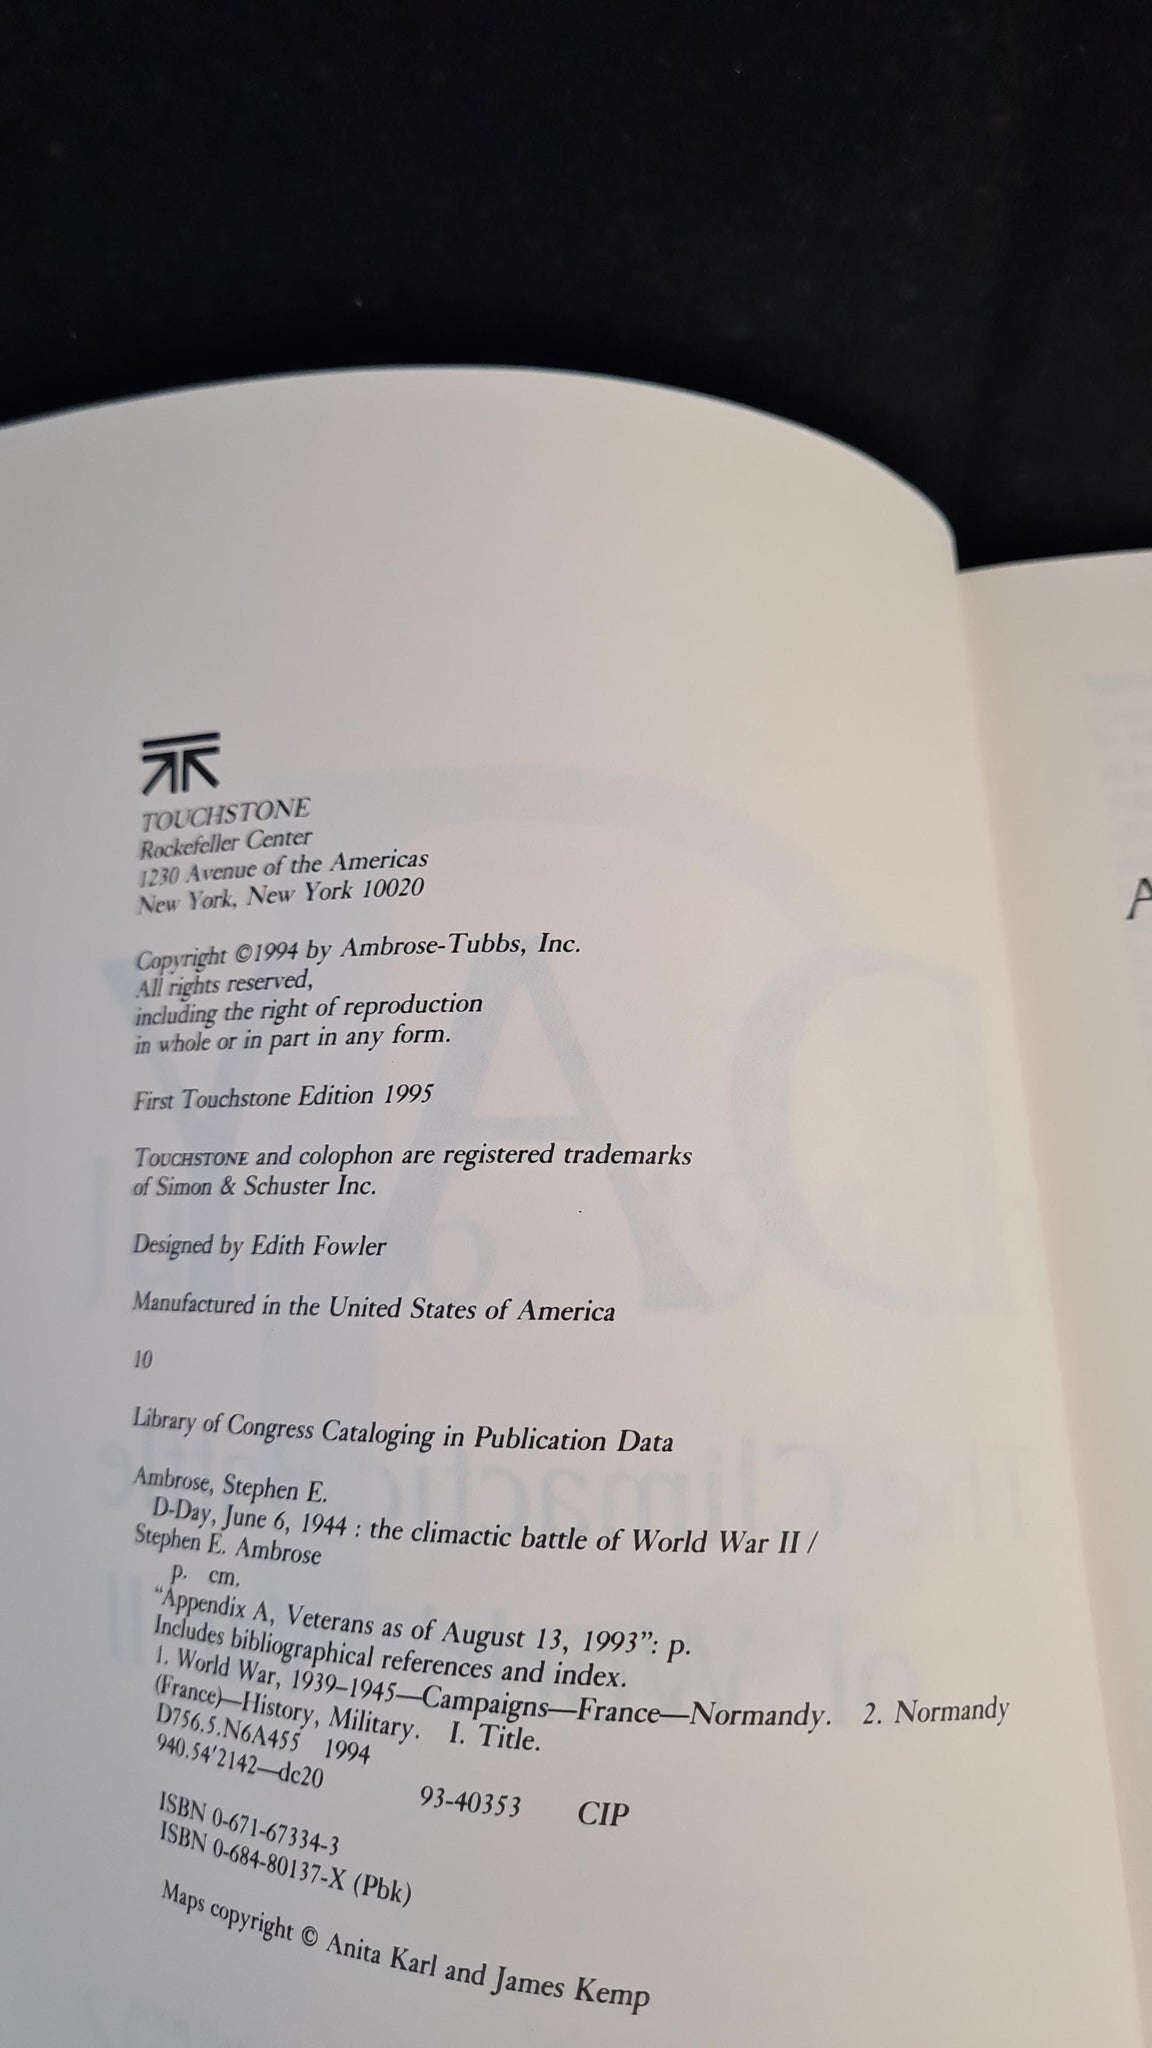 TOUCHSTONE
Rockefeller Center
1230 Avenue of the Americas
New York, New York 10020
Copyright ©1994 by Ambrose-Tubbs, Inc.
All rights reserved,
including the right of reproduction
in whole or in part in any form.
First Touchstone Edition 1995
TOUCHSTONE and colophon are registered trademarks
of Simon & Schuster Inc.
Designed by Edith Fowler
Manufactured in the United States of America
10
Library of Congress Cataloging in Publication Data
Ambrose, Stephen E.
D-Day, June 6, 1944 : the climactic battle of World War II /
Stephen E. Ambrose
p. cm.
“Appendix A, Veterans as of August 13, 1993”: p.
Includes bibliographical references and index.
1. World War, 1939–1945—Campaigns—France—Normandy. 2. Normandy
(France)—History, Military. I. Title.
D756.5.N6A455 1994
940.54′2142—dc20
93-40353 CIP
ISBN 0-671-67334-3
ISBN 0-684-80137-X (Pbk)
Maps copyright © Anita Karl and James Kemp
A